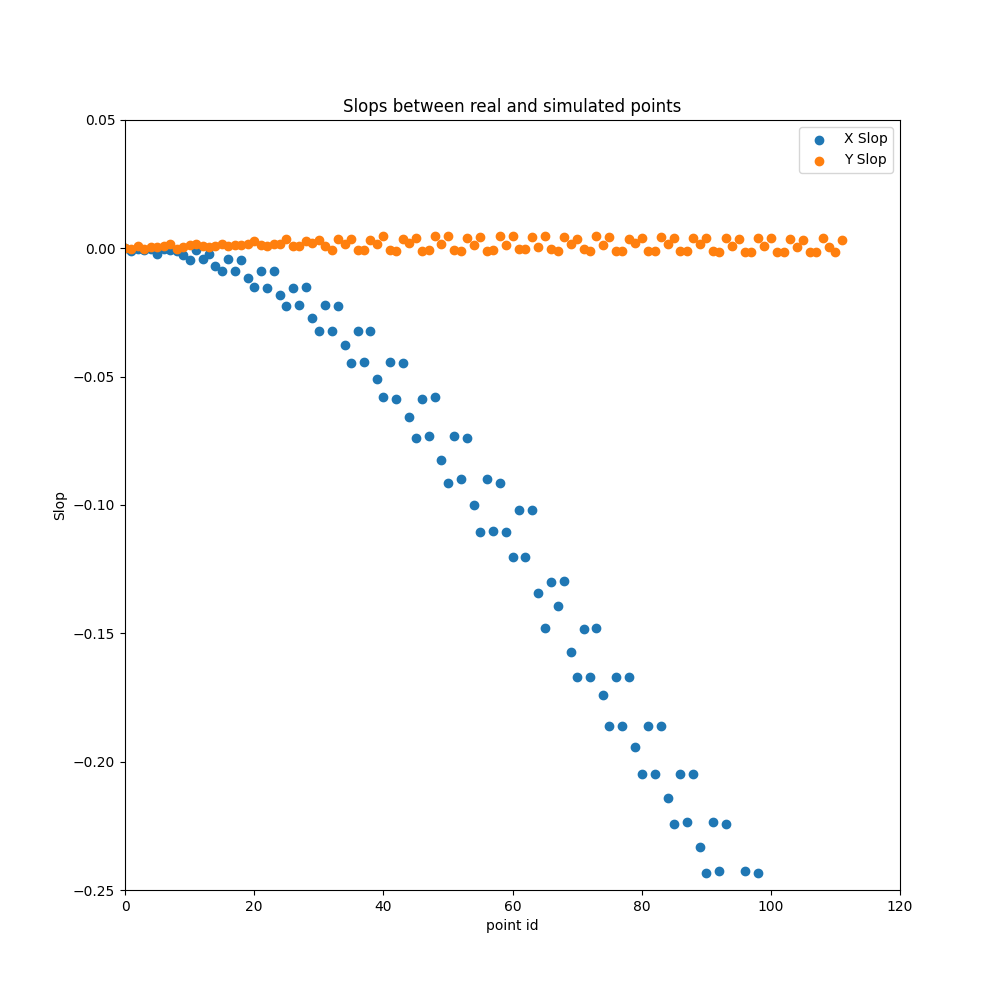 Slops between real and simulated points
X Slop
Y Slop
0.05
0.00
−0.05
−0.10
−0.15
−0.20
−0.25
Slop
0 20 40 60 80 100 120
point id